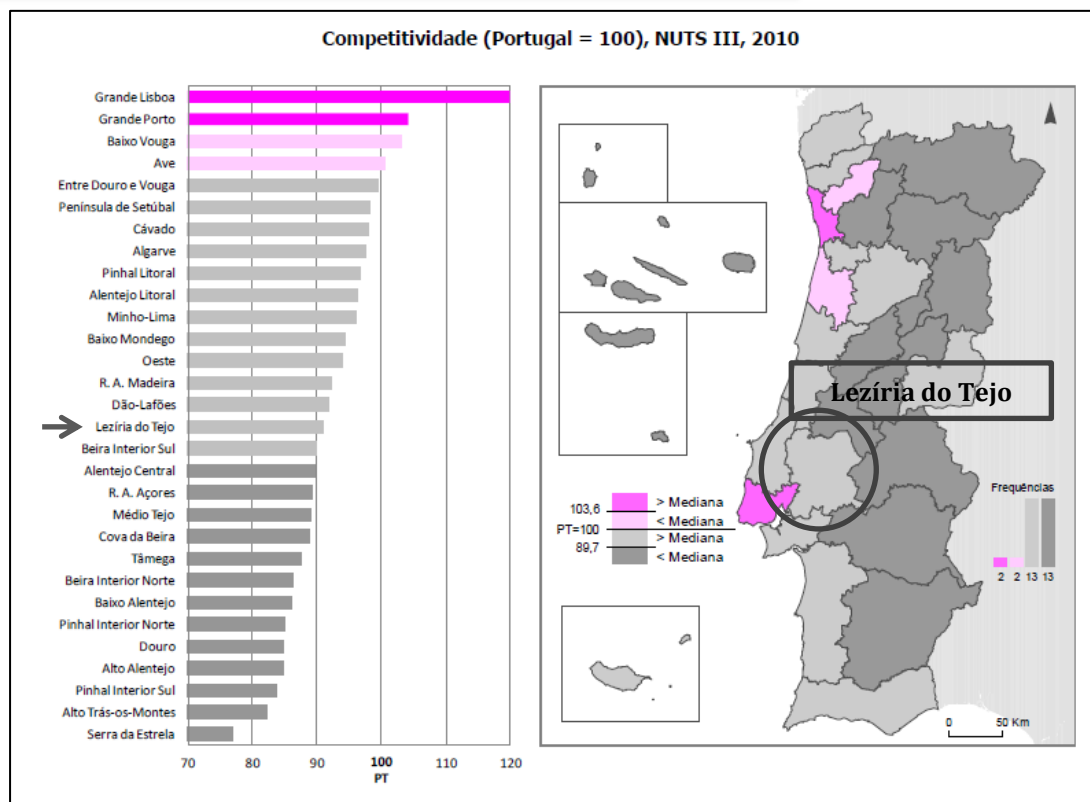 Competitividade (Portugal = 100), NUTS III, 2010
Grande Lisboa
Grande Porto
Baixo Vouga
Ave
Entre Douro e Vouga
Península de Setúbal
Cávado
Algarve
Pinhal Litoral
Alentejo Litoral
Minho-Lima
Baixo Mondego
Oeste
R. A. Madeira
Dão-Lafões
Lezíria do Tejo
Beira Interior Sul
Alentejo Central
R. A. Açores
Médio Tejo
Cova da Beira
Tâmega
Beira Interior Norte
Baixo Alentejo
Pinhal Interior Norte
Douro
Alto Alentejo
Pinhal Interior Sul
Alto Trás-os-Montes
Serra da Estrela
70 80 90 100 110 120
PT
Lezíria do Tejo
103,6
PT=100
89,7
> Mediana
< Mediana
> Mediana
< Mediana
Frequências
2 2 13 13
0 50 Km